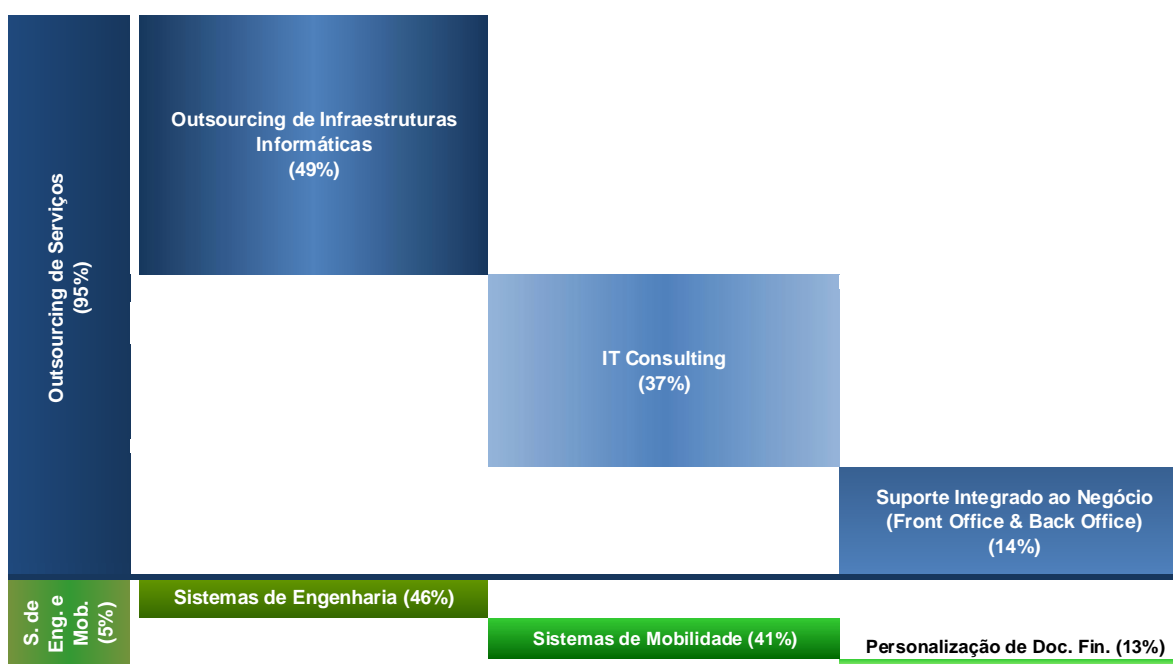 Outsourcing de Serviços
(95%)
Outsourcing de Infraestruturas
Informáticas
(49%)
IT Consulting
(37%)
Suporte Integrado ao Negócio
(Front Office & Back Office)
(14%)
S. de
Eng. e
Mob.
(5%)
Sistemas de Engenharia (46%)
Sistemas de Mobilidade (41%)
Personalização de Doc. Fin. (13%)